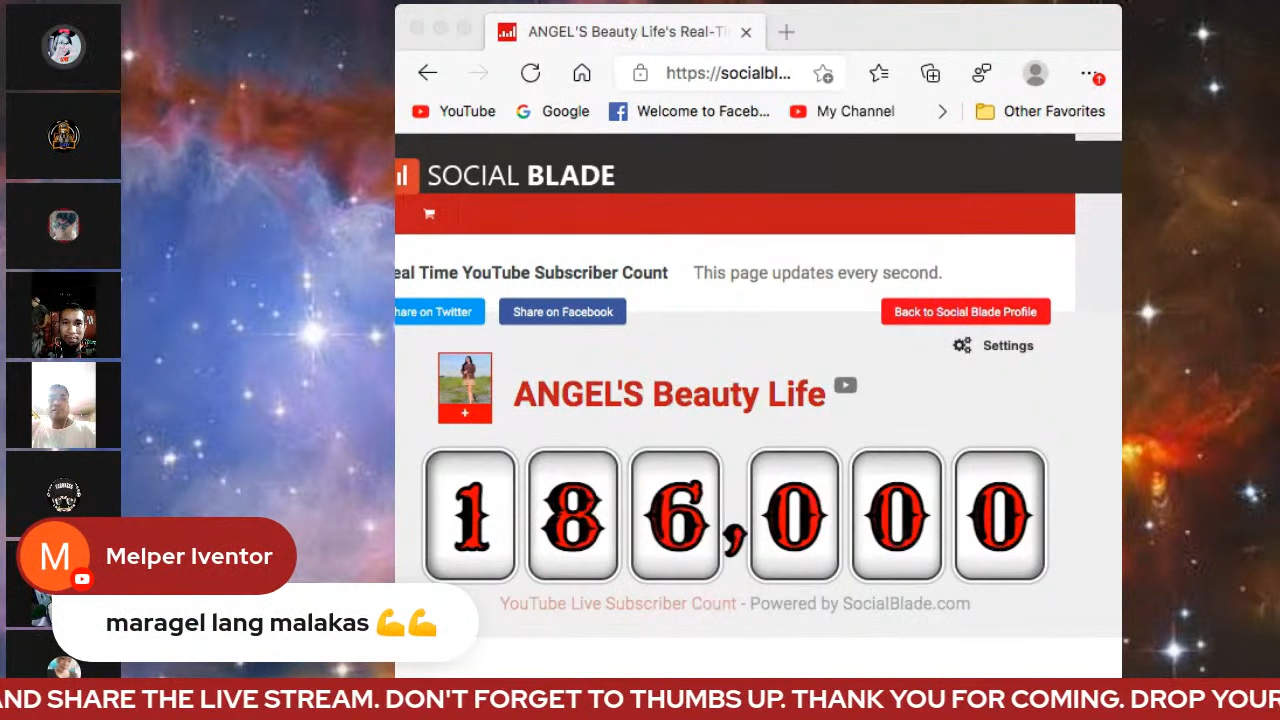 ANGEL'S Beauty Life's Real-Ti
https://socialbl...
YouTube
Google
Welcome to Faceb...
My Channel
Other Favorites
SOCIAL BLADE
eal Time YouTube Subscriber Count
This page updates every second.
hare on Twitter
Share on Facebook
Back to Social Blade Profile
Settings
ANGEL'S Beauty Life
186,000
YouTube Live Subscriber Count - Powered by SocialBlade.com
M
Melper Iventor
maragel lang malakas 💪💪
AND SHARE THE LIVE STREAM. DON'T FORGET TO THUMBS UP. THANK YOU FOR COMING. DROP YOUR